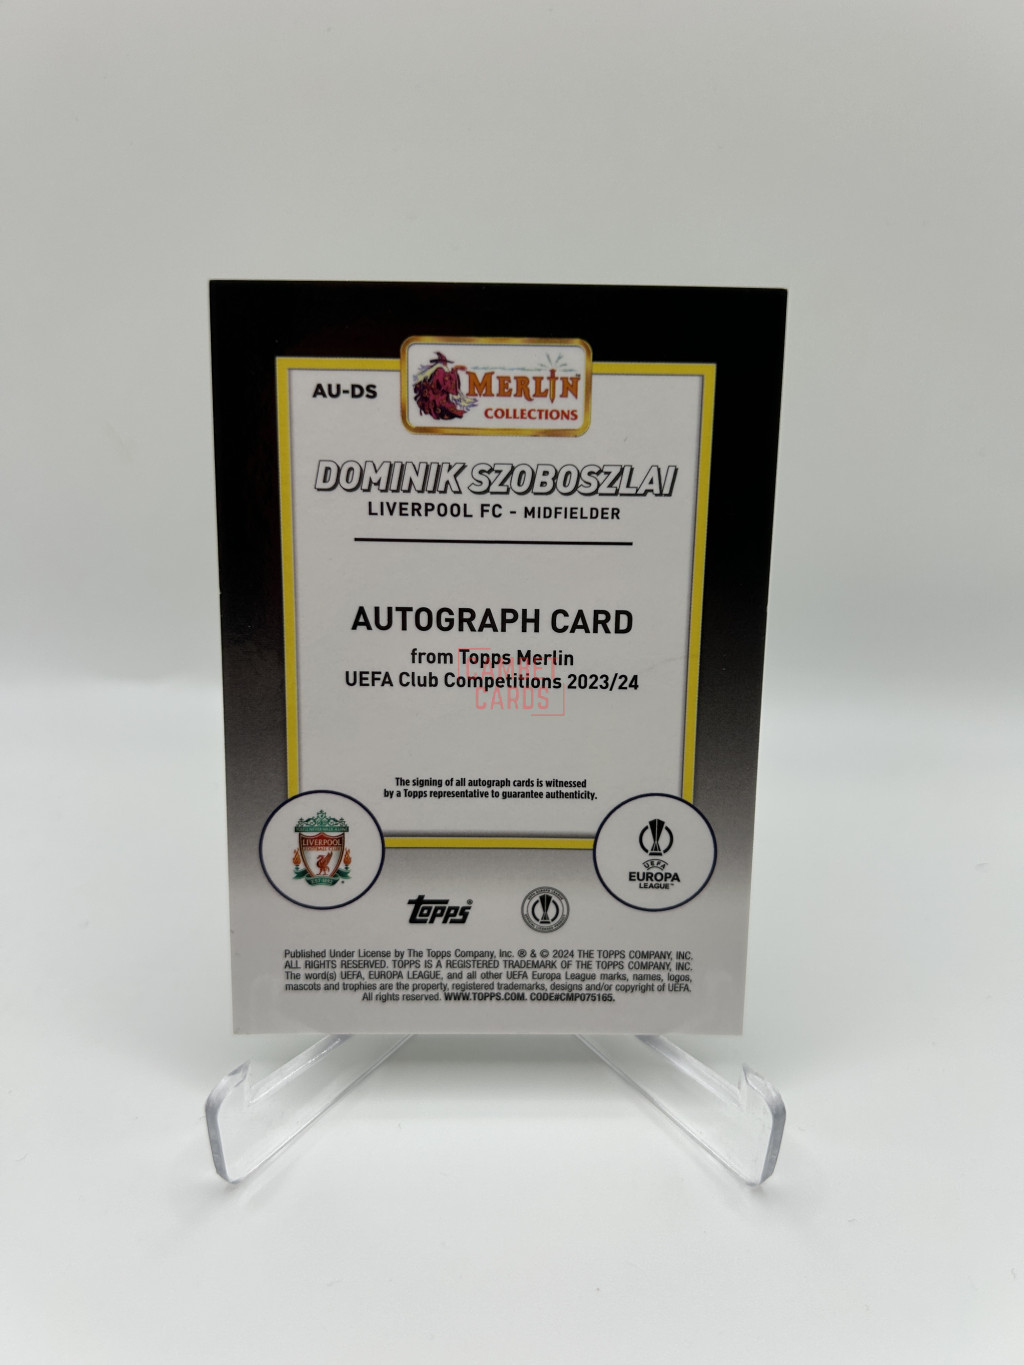 AU-DS
MERLIN
COLLECTIONS
DOMINIK SZOBOSZLAI
LIVERPOOL FC - MIDFIELDER
AUTOGRAPH CARD
from Topps Merlin
UEFA Club Competitions 2023/24
CAMBET
CARDS
The signing of all autograph cards is witnessed
by a Topps representative to guarantee authenticity.
LIVERPOOL
UEFA
EUROPA
LEAGUE™
topps®
Published Under License by The Topps Company, Inc. ® & © 2024 THE TOPPS COMPANY, INC.
ALL RIGHTS RESERVED. TOPPS IS A REGISTERED TRADEMARK OF THE TOPPS COMPANY, INC.
The word(s) UEFA, EUROPA LEAGUE, and all other UEFA Europa League marks, names, logos,
mascots and trophies are the property, registered trademarks, designs and/or copyright of UEFA.
All rights reserved. WWW.TOPPS.COM. CODE#CMP075165.